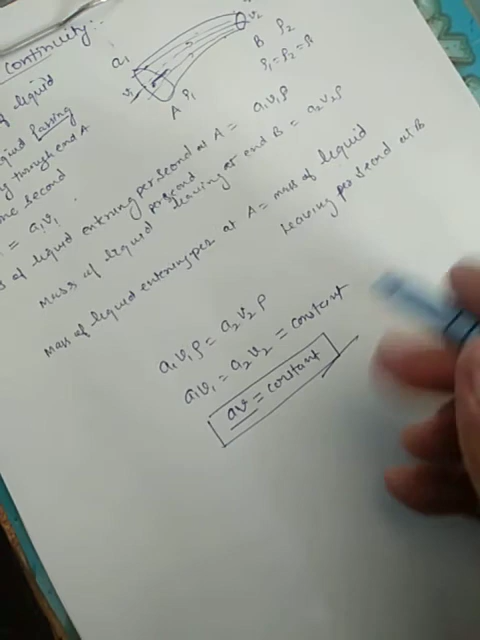 continuity:-
a₁
v₁
v₂
A ρ₁
B ρ₂
ρ₁=ρ₂=ρ
of liquid
liquid passing
through end A
one second
= a₁v₁.
of liquid entering per second at A = a₁v₁ρ
mass of liquid per second leaving at end B = a₂v₂ρ
mass of liquid entering per at A = mass of liquid
leaving per second at B
a₁v₁ρ = a₂v₂ρ
a₁v₁ = a₂v₂ = constant
av = constant